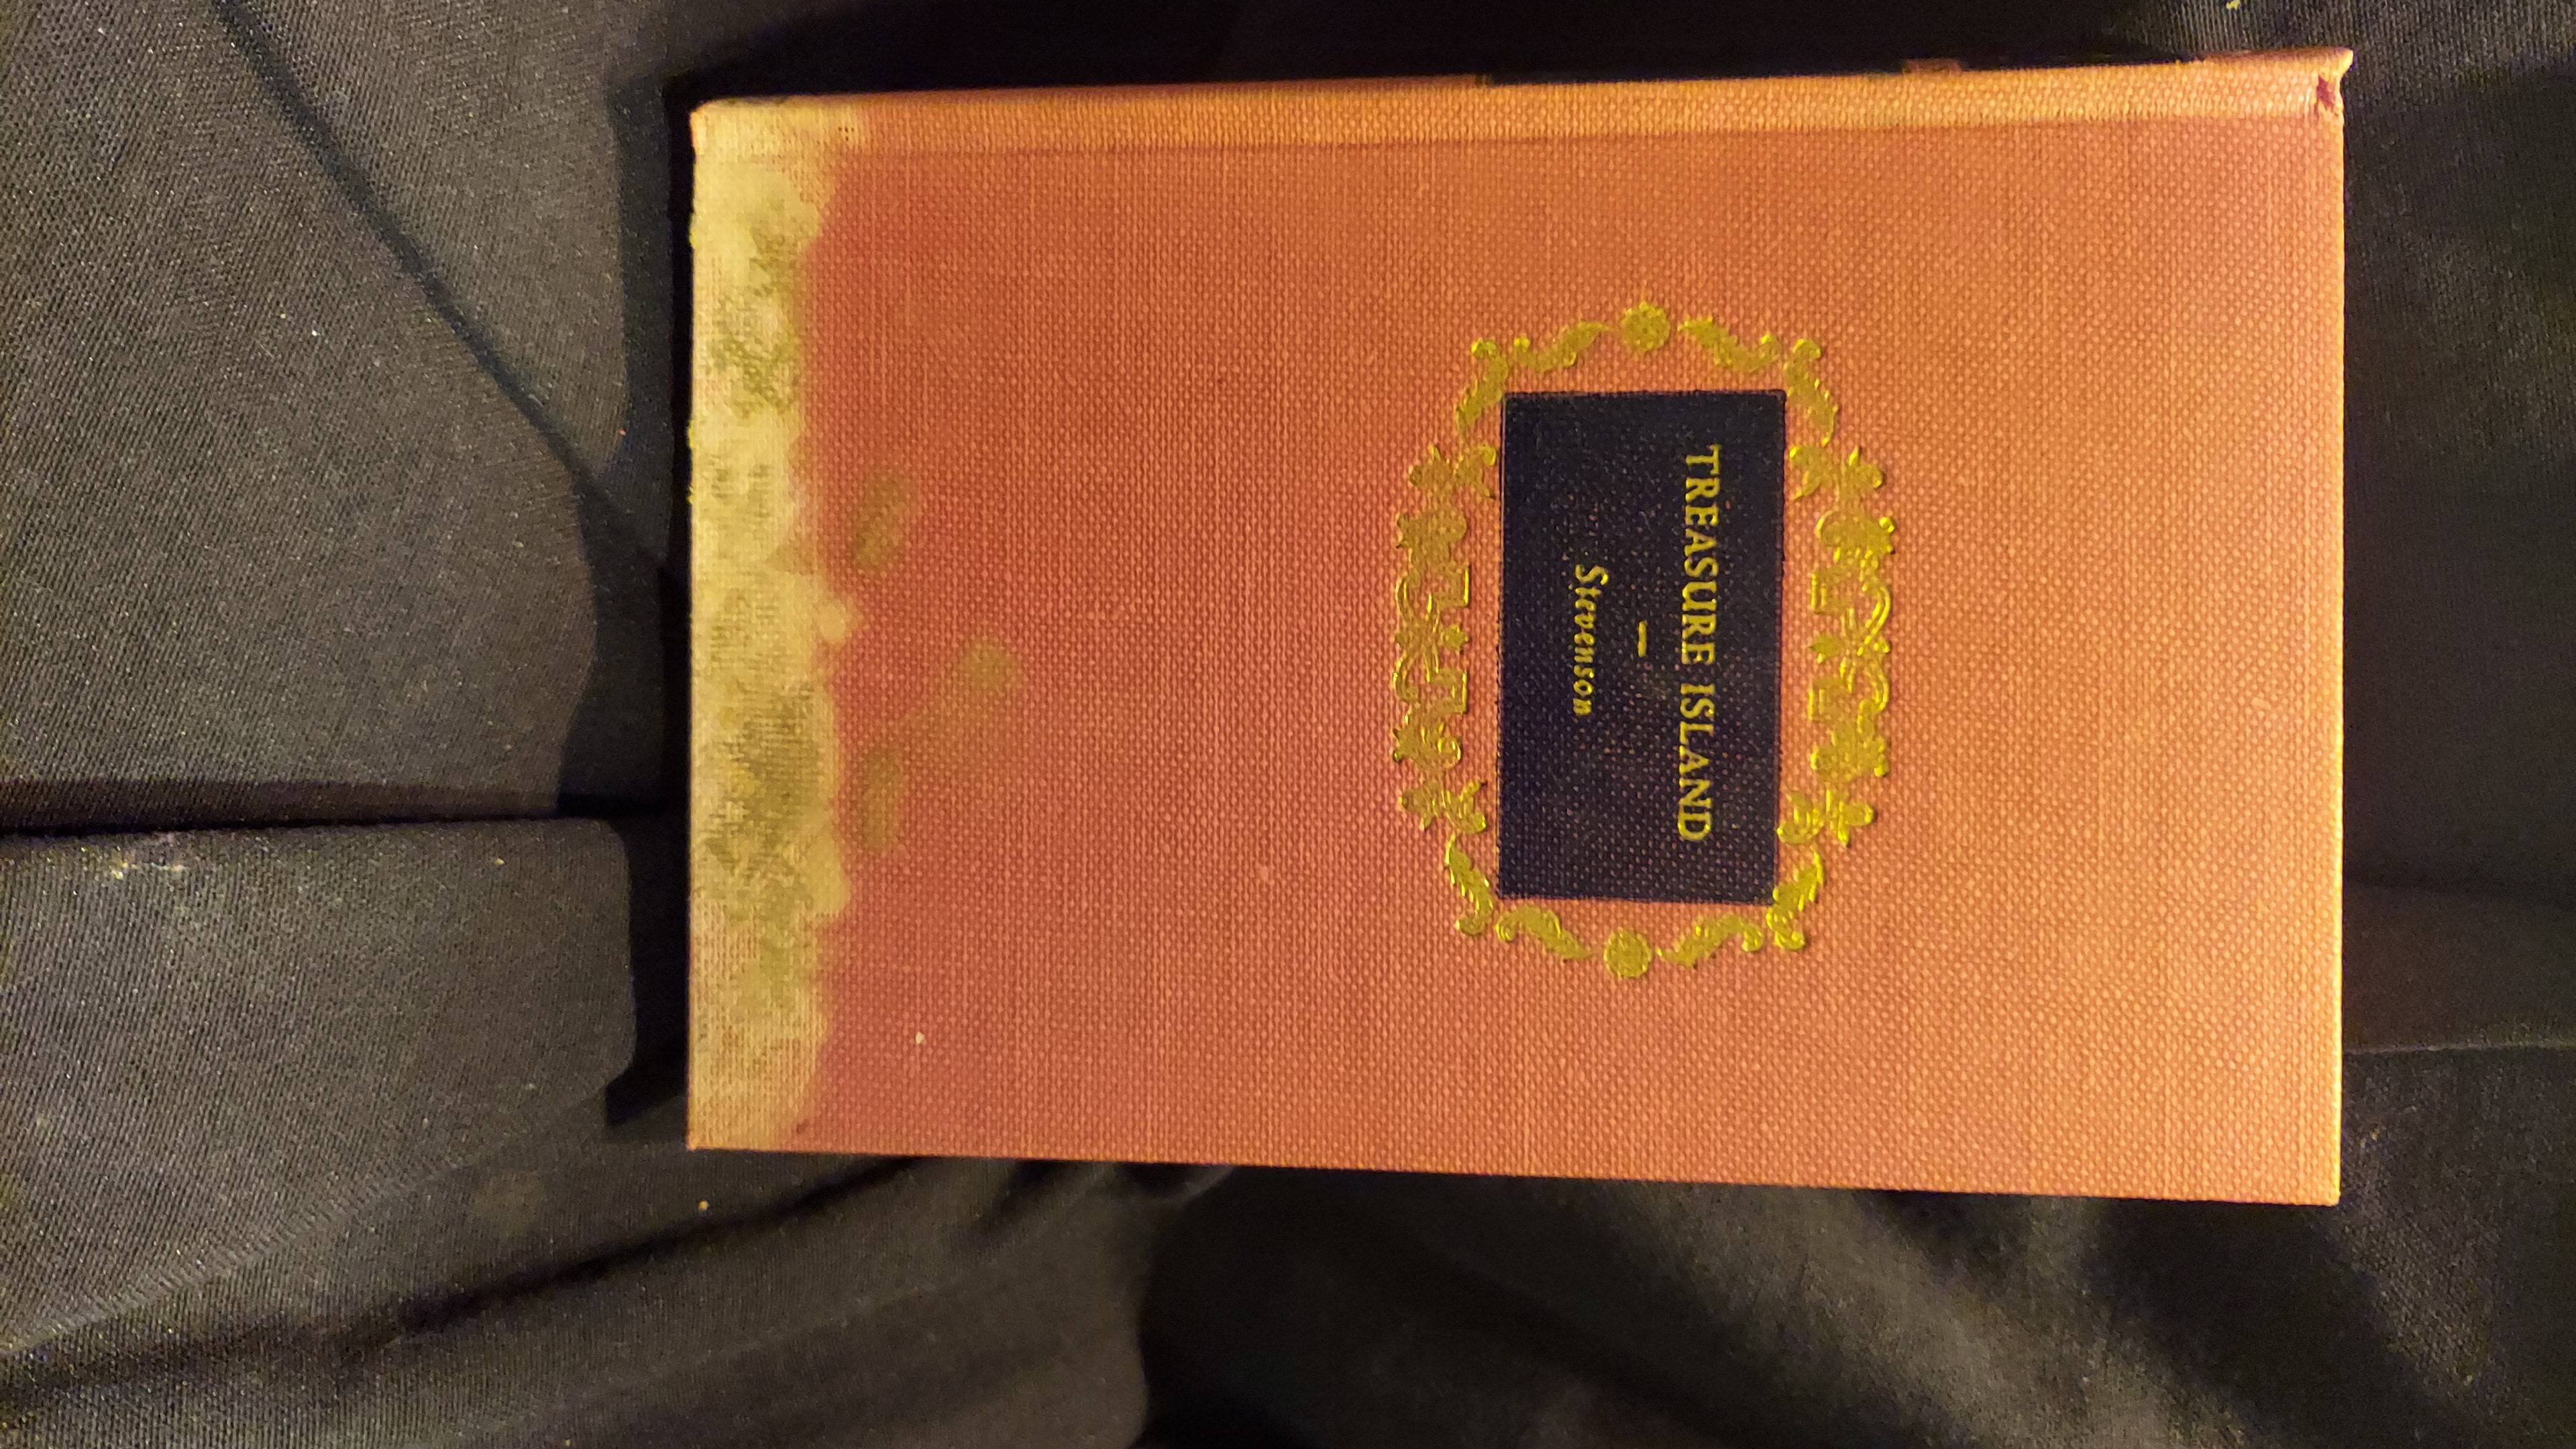 TREASURE ISLAND
—
Stevenson